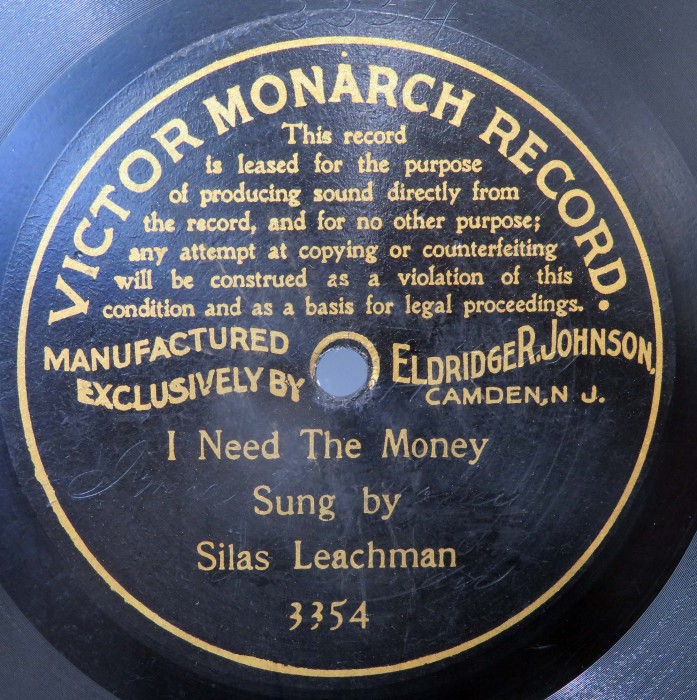 3354
VICTOR MONARCH RECORD.
This record
is leased for the purpose
of producing sound directly from
the record, and for no other purpose;
any attempt at copying or counterfeiting
will be construed as a violation of this
condition and as a basis for legal proceedings.
MANUFACTURED
EXCLUSIVELY BY
ELDRIDGE R. JOHNSON,
CAMDEN, N J.
I Need The Money
Sung by
Silas Leachman
3354